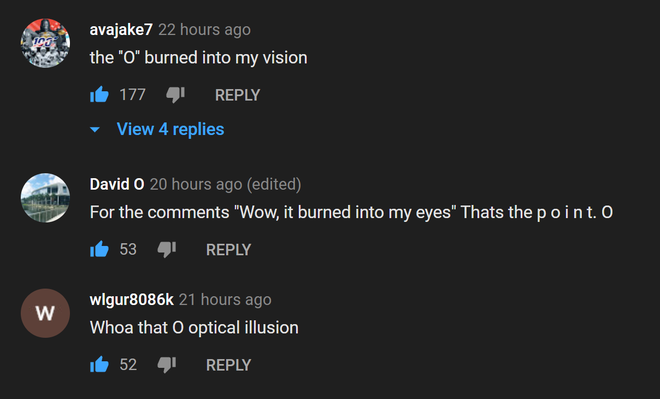 avajake7 22 hours ago
the "O" burned into my vision
177 REPLY
View 4 replies
David O 20 hours ago (edited)
For the comments "Wow, it burned into my eyes" Thats the p o i n t. O
53 REPLY
W
wlgur8086k 21 hours ago
Whoa that O optical illusion
52 REPLY